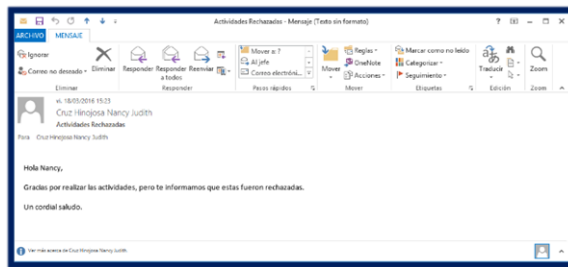 Actividades Rechazadas - Mensaje (Texto sin formato)
ARCHIVO MENSAJE
Ignorar
Correo no deseado
Eliminar
Responder Responder a todos Reenviar
Mover a: ?
Al jefe
Correo electróni...
Mover
Reglas
OneNote
Acciones
Marcar como no leído
Categorizar
Seguimiento
Traducir
Zoom
Eliminar Responder Pasos rápidos Mover Etiquetas Edición Zoom
vi. 18/03/2016 15:23
Cruz Hinojosa Nancy Judith
Actividades Rechazadas
Para Cruz Hinojosa Nancy Judith
Hola Nancy,
Gracias por realizar las actividades, pero te informamos que estas fueron rechazadas.
Un cordial saludo.
Ver más acerca de Cruz Hinojosa Nancy Judith.